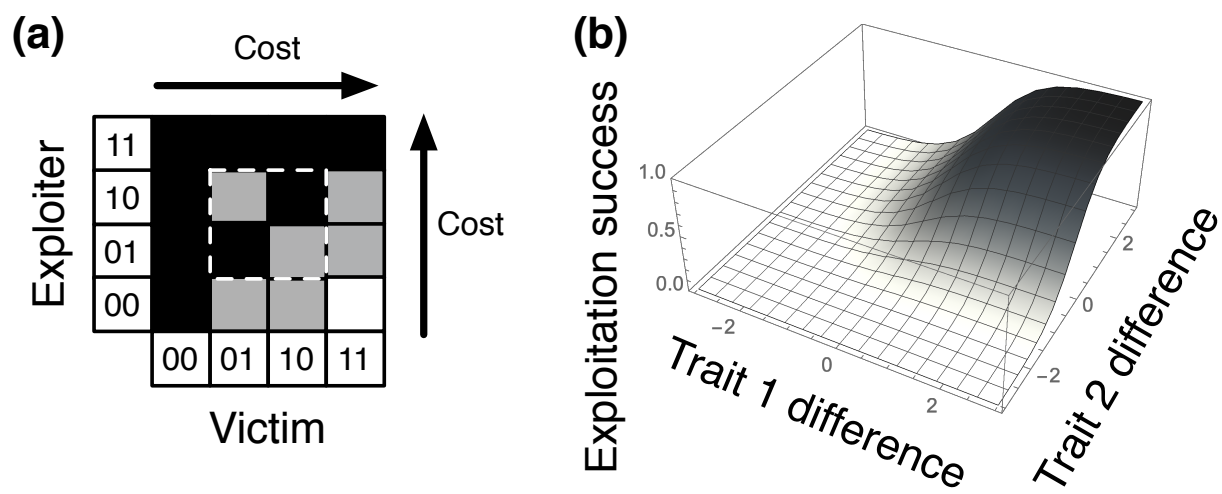 (a)
Cost
Exploiter
11
10
01
00
Cost
00 01 10 11
Victim
(b)
Exploitation success
1.0
0.5
0.0
−2
0
2
Trait 1 difference
2
0
−2
Trait 2 difference